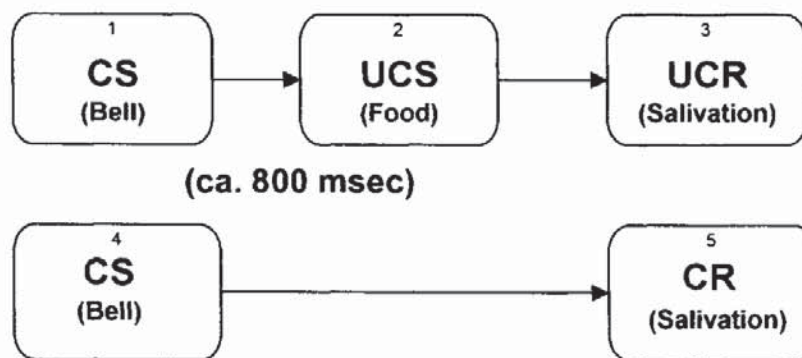 1
CS
(Bell)
2
UCS
(Food)
3
UCR
(Salivation)
(ca. 800 msec)
4
CS
(Bell)
5
CR
(Salivation)